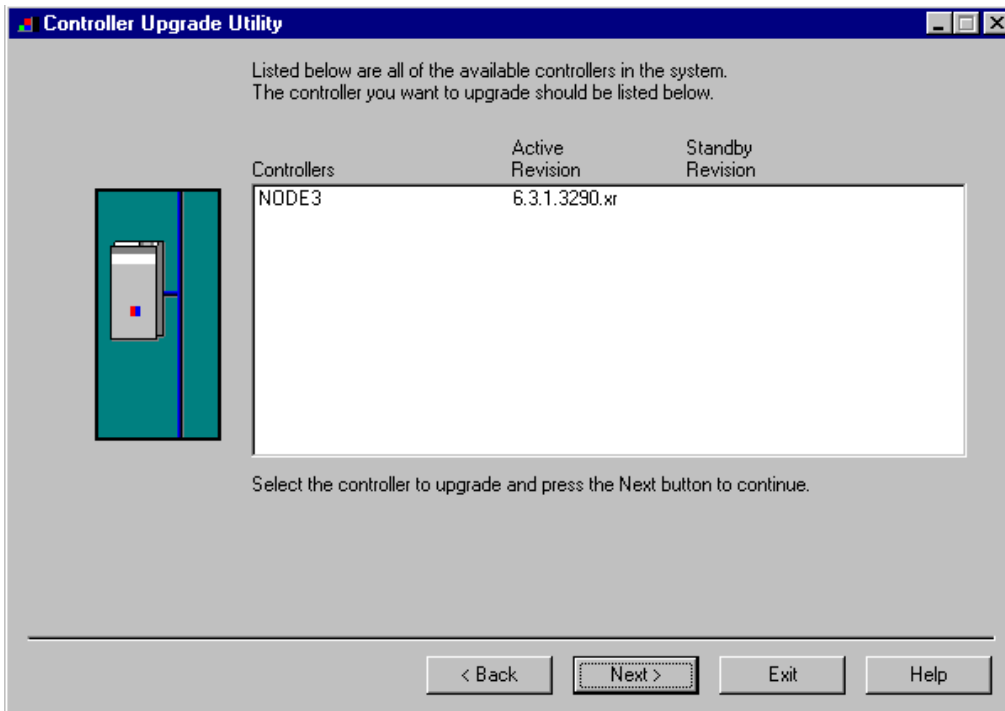 Controller Upgrade Utility
Listed below are all of the available controllers in the system.
The controller you want to upgrade should be listed below.
Active Standby
Controllers Revision Revision
NODE3 6.3.1.3290.xr
Select the controller to upgrade and press the Next button to continue.
< Back Next > Exit Help